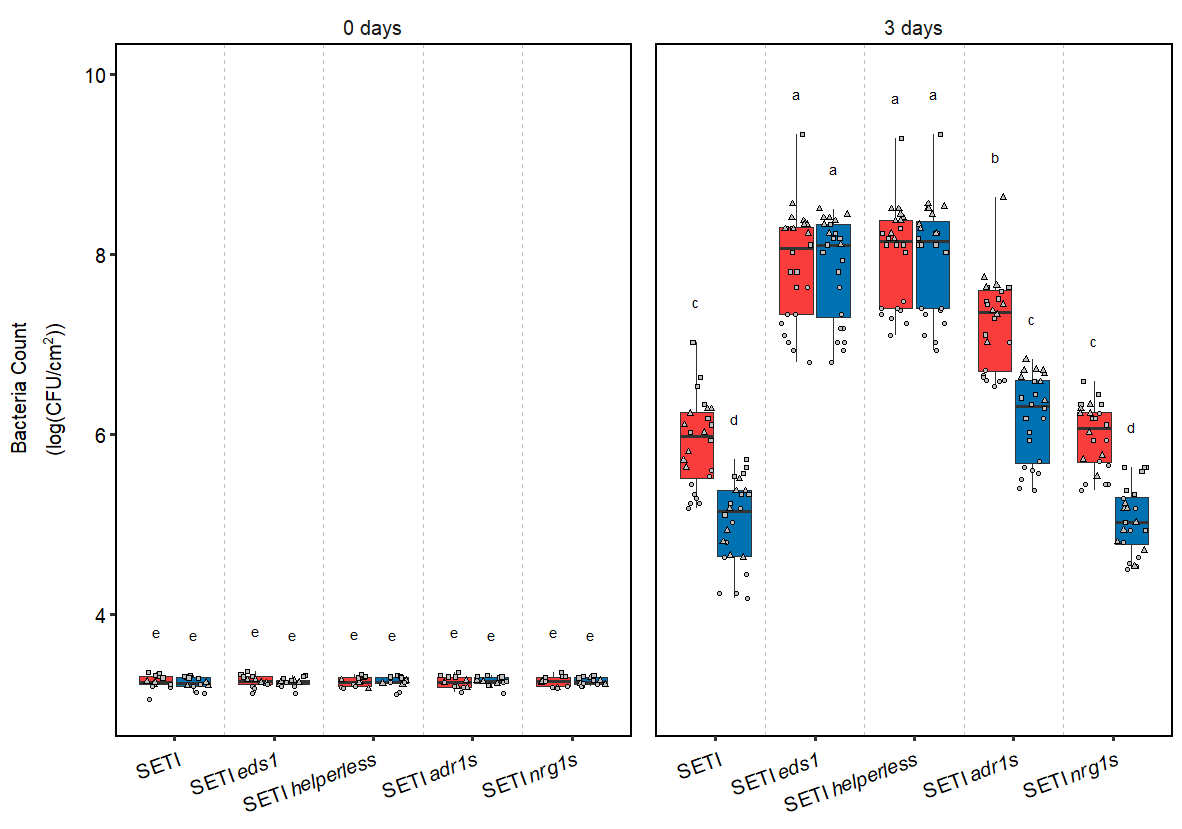 0 days
3 days
10
8
6
4
Bacteria Count
(log(CFU/cm²))
a a a
a
b
c c c
d d
e e e e e e e e e e
SETI
SETI eds1
SETI helperless
SETI adr1s
SETI nrg1s
SETI
SETI eds1
SETI helperless
SETI adr1s
SETI nrg1s